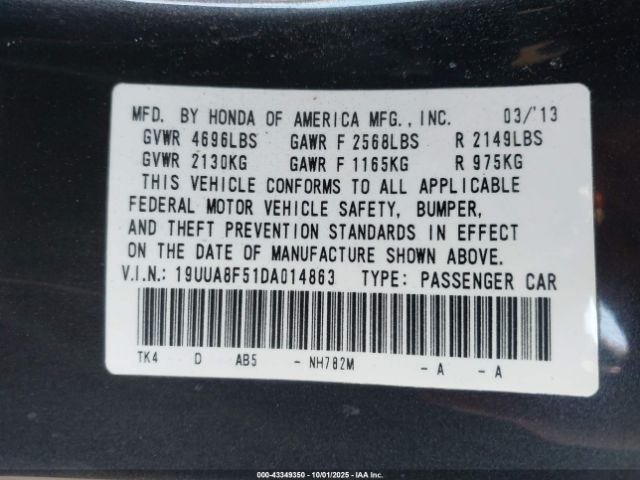 MFD. BY HONDA OF AMERICA MFG., INC. 03/'13
GVWR 4696LBS GAWR F 2568LBS R 2149LBS
GVWR 2130KG GAWR F 1165KG R 975KG
THIS VEHICLE CONFORMS TO ALL APPLICABLE
FEDERAL MOTOR VEHICLE SAFETY, BUMPER,
AND THEFT PREVENTION STANDARDS IN EFFECT
ON THE DATE OF MANUFACTURE SHOWN ABOVE.
V.I.N.: 19UUA8F51DA014863 TYPE: PASSENGER CAR
TK4 D AB5 - NH782M - A - A
000-43349350 - 10/01/2025 - IAA Inc.